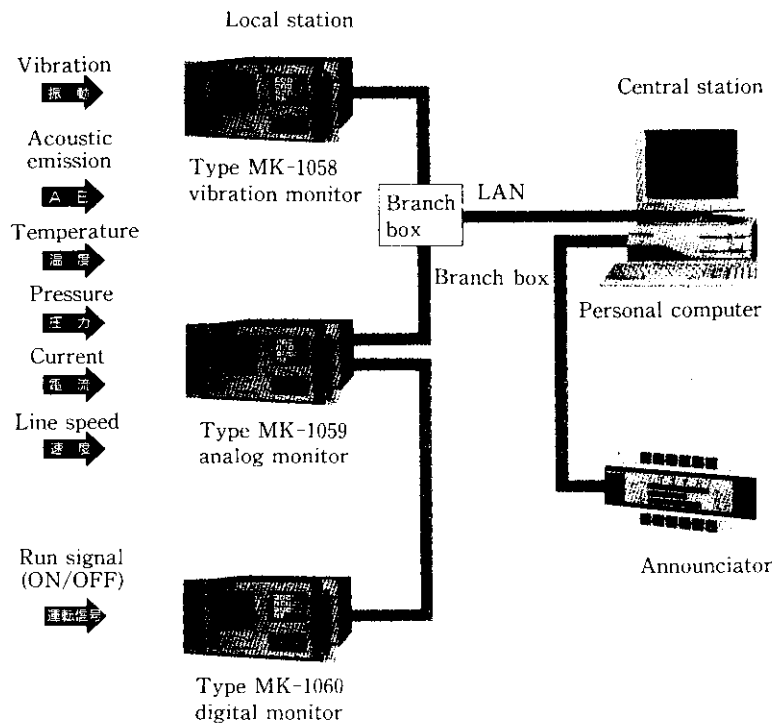 Local station
Vibration
振動
Central station
Acoustic
emission
AE
Type MK-1058
vibration monitor
Branch
box
LAN
Temperature
温度
Branch box
Pressure
圧力
Personal computer
Current
電流
Line speed
速度
Type MK-1059
analog monitor
Run signal
(ON/OFF)
運転信号
Announciator
Type MK-1060
digital monitor